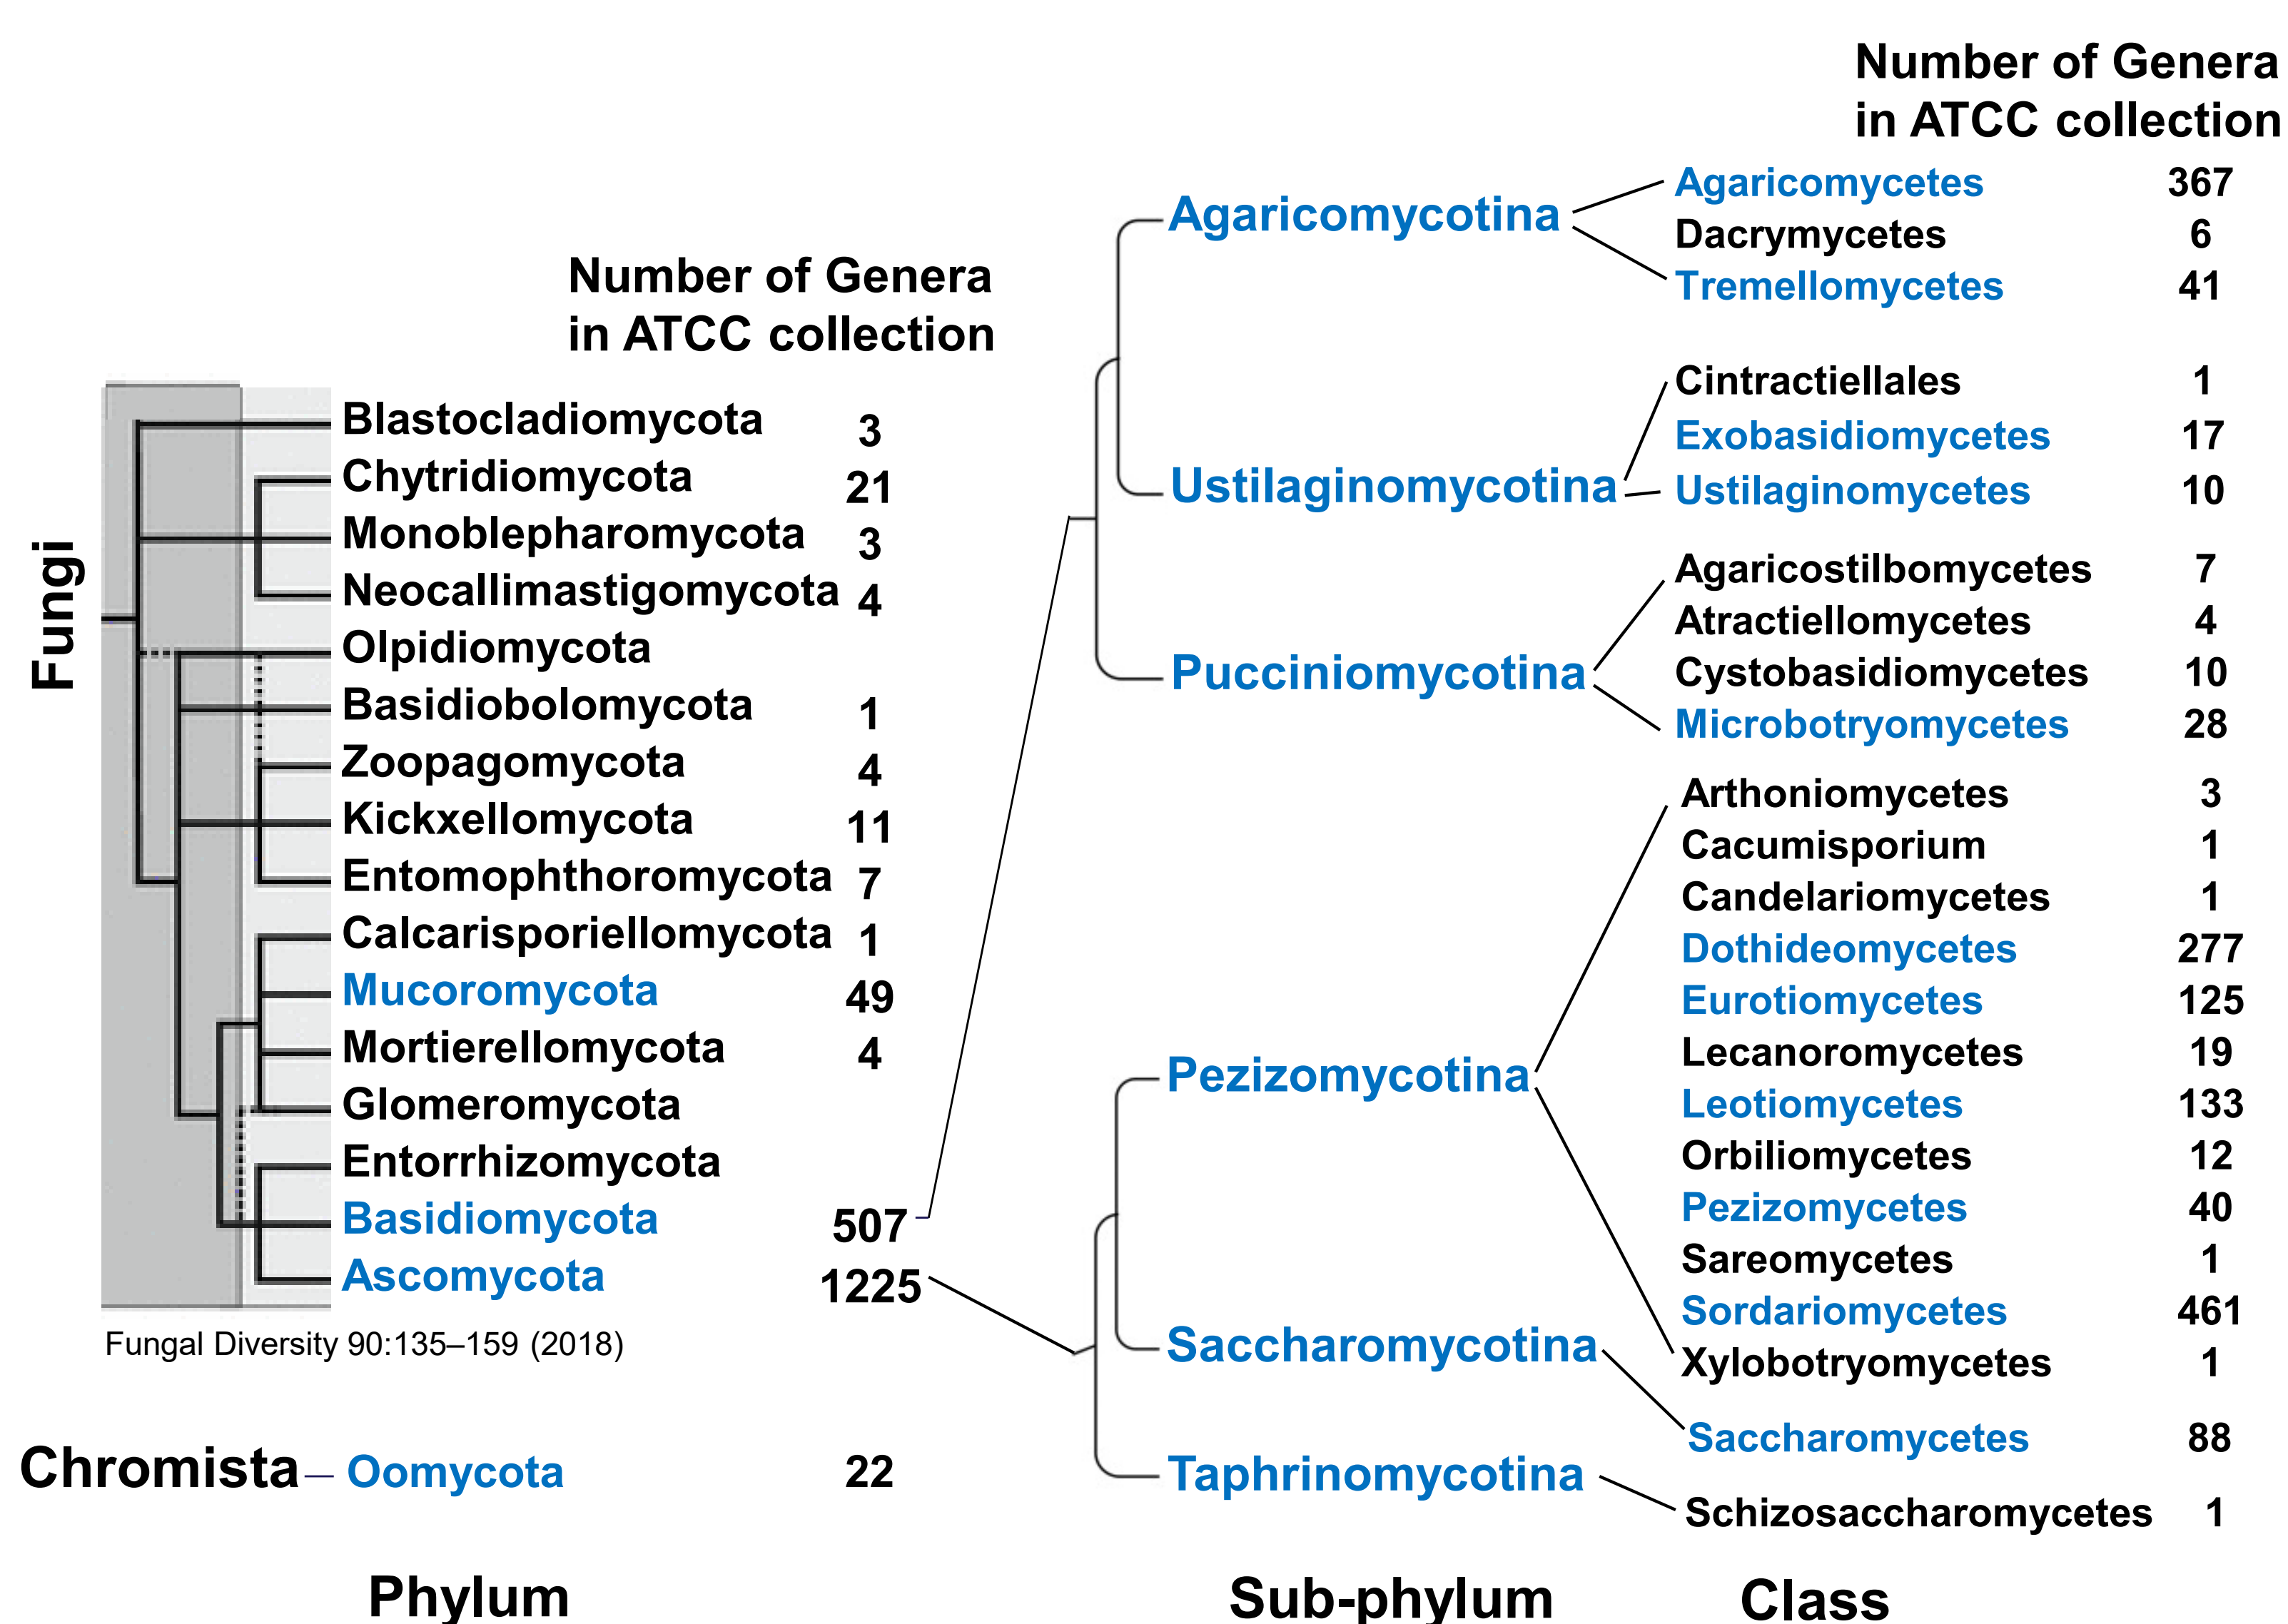 Number of Genera
in ATCC collection
Fungi
Blastocladiomycota 3
Chytridiomycota 21
Monoblepharomycota 3
Neocallimastigomycota 4
Olpidiomycota
Basidiobolomycota 1
Zoopagomycota 4
Kickxellomycota 11
Entomophthoromycota 7
Calcarisporiellomycota 1
Mucoromycota 49
Mortierellomycota 4
Glomeromycota
Entorrhizomycota
Basidiomycota 507
Ascomycota 1225
Fungal Diversity 90:135–159 (2018)
Chromista Oomycota 22
Phylum
Agaricomycotina
Ustilaginomycotina
Pucciniomycotina
Pezizomycotina
Saccharomycotina
Taphrinomycotina
Sub-phylum
Number of Genera
in ATCC collection
Agaricomycetes 367
Dacrymycetes 6
Tremellomycetes 41
Cintractiellales 1
Exobasidiomycetes 17
Ustilaginomycetes 10
Agaricostilbomycetes 7
Atractiellomycetes 4
Cystobasidiomycetes 10
Microbotryomycetes 28
Arthoniomycetes 3
Cacumisporium 1
Candelariomycetes 1
Dothideomycetes 277
Eurotiomycetes 125
Lecanoromycetes 19
Leotiomycetes 133
Orbiliomycetes 12
Pezizomycetes 40
Sareomycetes 1
Sordariomycetes 461
Xylobotryomycetes 1
Saccharomycetes 88
Schizosaccharomycetes 1
Class